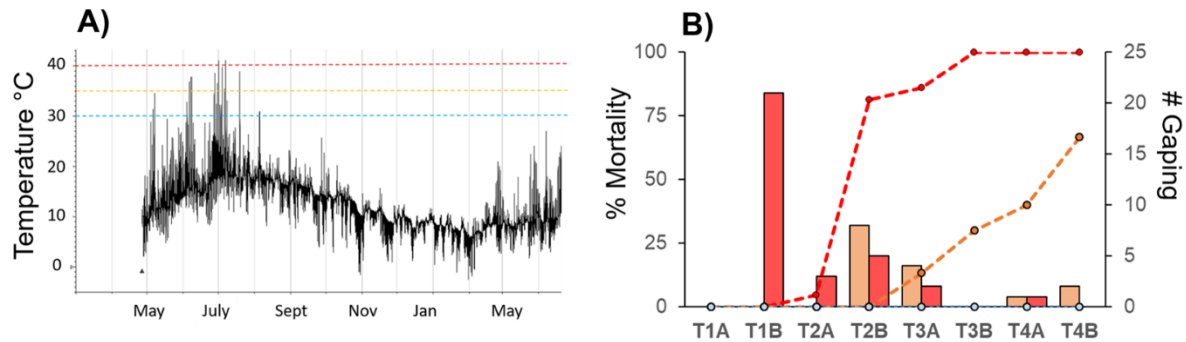 A)
Temperature °C
40
30
20
10
0
May July Sept Nov Jan May
B)
% Mortality
100
75
50
25
0
25
20
15
10
5
0
# Gaping
T1A T1B T2A T2B T3A T3B T4A T4B